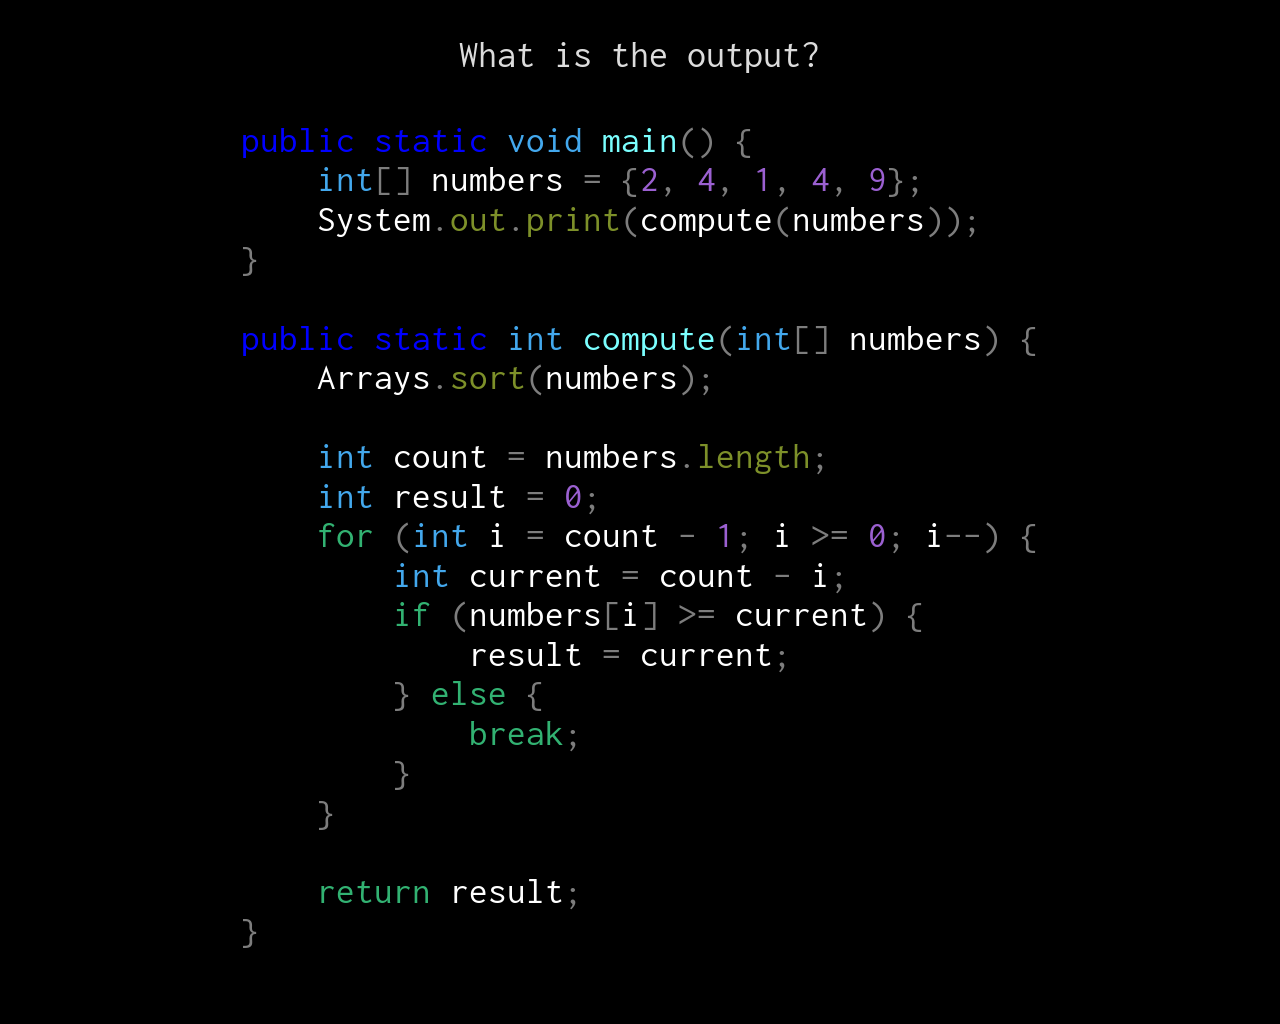 What is the output?
public static void main() {
    int[] numbers = {2, 4, 1, 4, 9};
    System.out.print(compute(numbers));
}

public static int compute(int[] numbers) {
    Arrays.sort(numbers);

    int count = numbers.length;
    int result = 0;
    for (int i = count - 1; i >= 0; i--) {
        int current = count - i;
        if (numbers[i] >= current) {
            result = current;
        } else {
            break;
        }
    }

    return result;
}